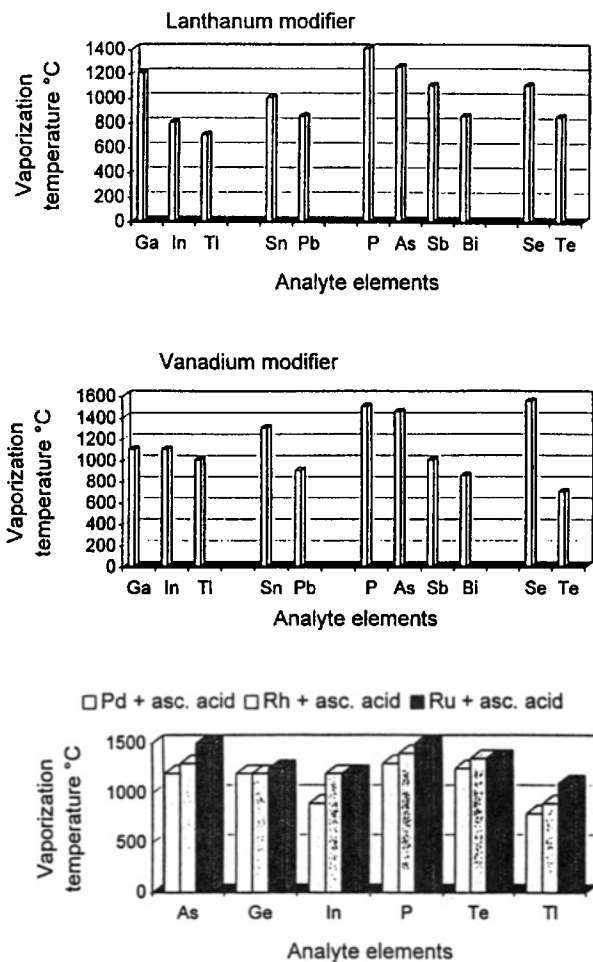 Lanthanum modifier
Vaporization
temperature °C
1400
1200
1000
800
600
400
200
0
Ga In Tl Sn Pb P As Sb Bi Se Te
Analyte elements
Vanadium modifier
Vaporization
temperature °C
1600
1400
1200
1000
800
600
400
200
0
Ga In Tl Sn Pb P As Sb Bi Se Te
Analyte elements
Pd + asc. acid Rh + asc. acid Ru + asc. acid
Vaporization
temperature °C
1500
1000
500
0
As Ge In P Te Tl
Analyte elements